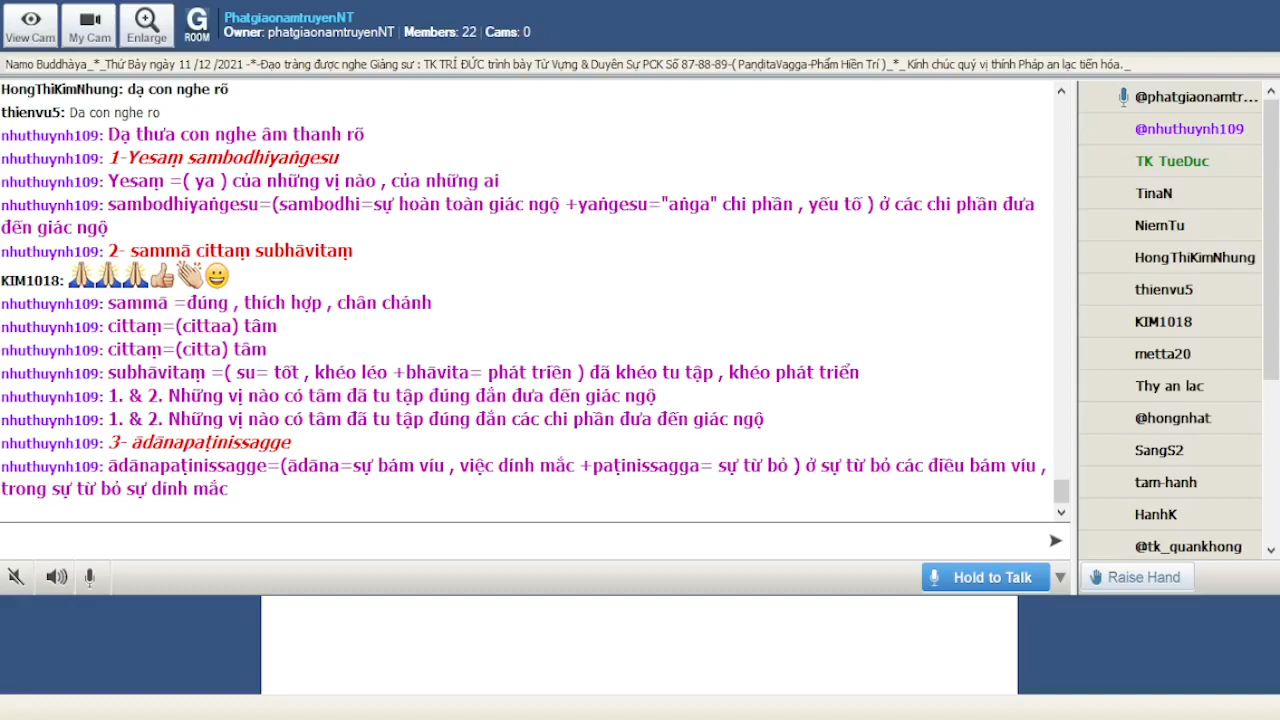 View Cam
My Cam
Enlarge
G ROOM
PhatgiaonamtruyenNT
Owner: phatgiaonamtruyenNT | Members: 22 | Cams: 0
Namo Buddhàya_*_Thứ Bảy ngày 11 /12 /2021 -*-Đạo tràng được nghe Giảng sư : TK TRÍ ĐỨC trình bày Từ Vựng & Duyên Sự PCK Số 87-88-89-( PaṇḍitaVagga-Phẩm Hiền Trí )_*_ Kính chúc quý vị thính Pháp an lạc tiến hóa._
HongThiKimNhung: dạ con nghe rõ
thienvu5: Da con nghe ro
nhuthuynh109: Dạ thưa con nghe âm thanh rõ
nhuthuynh109: 1-Yesaṃ sambodhiyaṅgesu
nhuthuynh109: Yesaṃ =( ya ) của những vị nào , của những ai
nhuthuynh109: sambodhiyaṅgesu=(sambodhi=sự hoàn toàn giác ngộ +yaṅgesu="aṅga" chi phần , yếu tố ) ở các chi phần đưa
đến giác ngộ
nhuthuynh109: 2- sammā cittaṃ subhāvitaṃ
KIM1018: 🙏🙏🙏👍👏😀
nhuthuynh109: sammā =đúng , thích hợp , chân chánh
nhuthuynh109: cittaṃ=(cittaa) tâm
nhuthuynh109: cittaṃ=(citta) tâm
nhuthuynh109: subhāvitaṃ =( su= tốt , khéo léo +bhāvita= phát triển ) đã khéo tu tập , khéo phát triển
nhuthuynh109: 1. & 2. Những vị nào có tâm đã tu tập đúng đắn đưa đến giác ngộ
nhuthuynh109: 1. & 2. Những vị nào có tâm đã tu tập đúng đắn các chi phần đưa đến giác ngộ
nhuthuynh109: 3- ādānapaṭinissagge
nhuthuynh109: ādānapaṭinissagge=(ādāna=sự bám víu , việc dính mắc +paṭinissagga= sự từ bỏ ) ở sự từ bỏ các điều bám víu ,
trong sự từ bỏ sự dính mắc
@phatgiaonamtr...
@nhuthuynh109
TK TueDuc
TinaN
NiemTu
HongThiKimNhung
thienvu5
KIM1018
metta20
Thy an lac
@hongnhat
SangS2
tam-hanh
HanhK
@tk_quankhong
Hold to Talk
Raise Hand